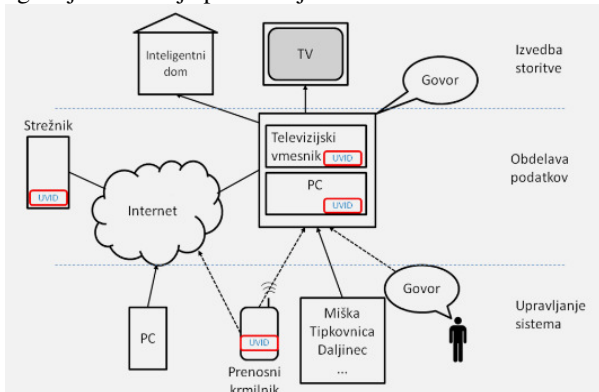 Inteligentni
dom
TV
Govor
Izvedba
storitve
Strežnik
UVID
Televizijski
vmesnik
UVID
PC
UVID
Internet
Obdelava
podatkov
PC
UVID
Prenosni
krmilnik
Miška
Tipkovnica
Daljinec
...
Govor
Upravljanje
sistema